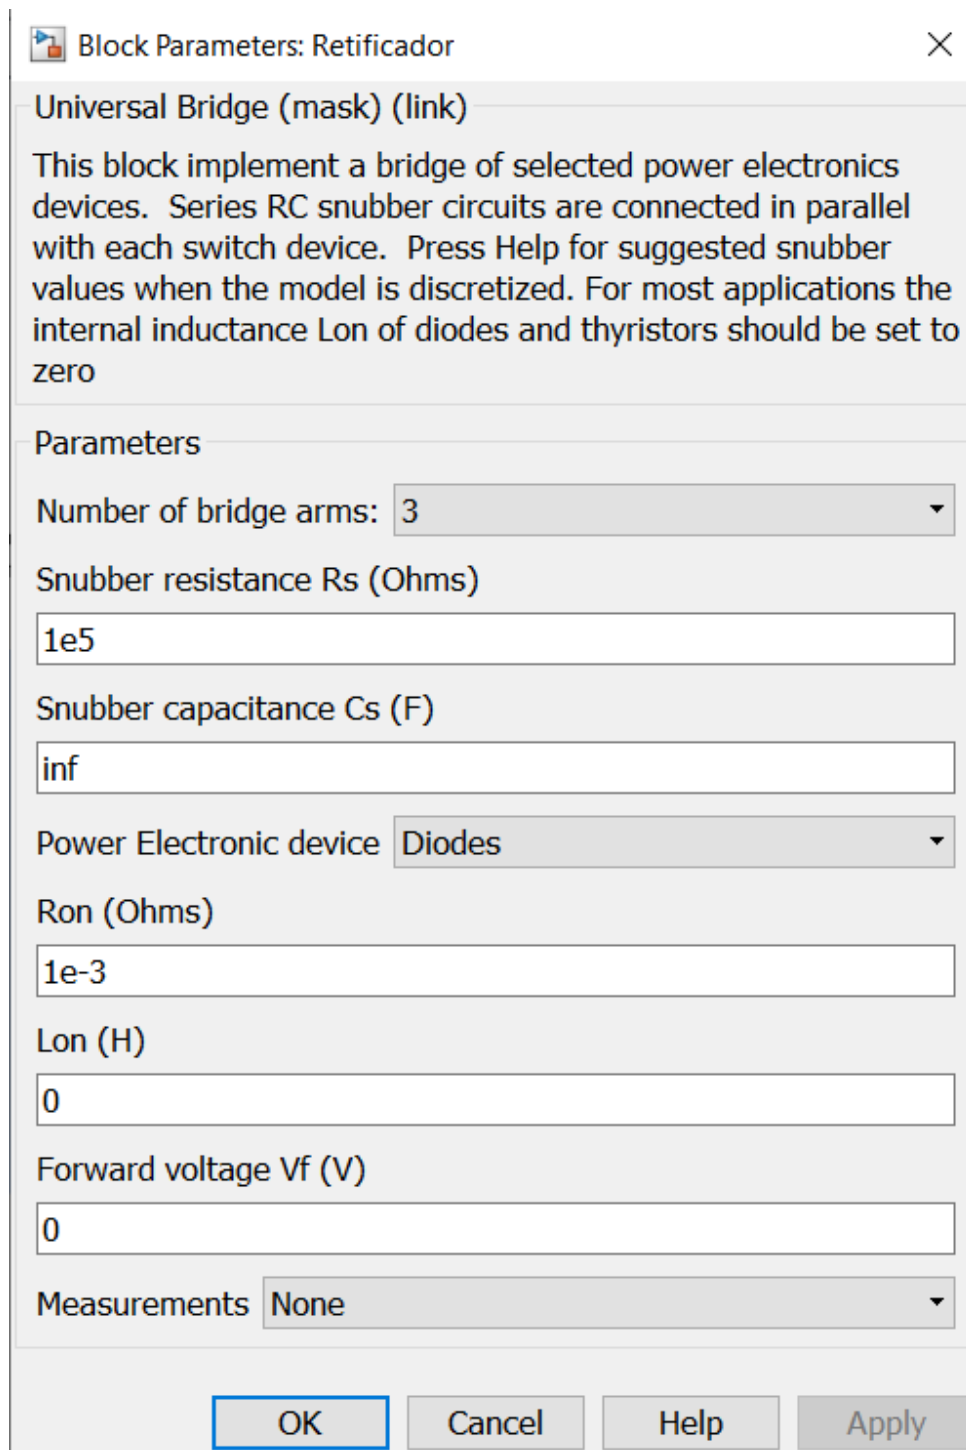 Block Parameters: Retificador
Universal Bridge (mask) (link)
This block implement a bridge of selected power electronics
devices.  Series RC snubber circuits are connected in parallel
with each switch device.  Press Help for suggested snubber
values when the model is discretized. For most applications the
internal inductance Lon of diodes and thyristors should be set to
zero
Parameters
Number of bridge arms: 3
Snubber resistance Rs (Ohms)
1e5
Snubber capacitance Cs (F)
inf
Power Electronic device Diodes
Ron (Ohms)
1e-3
Lon (H)
0
Forward voltage Vf (V)
0
Measurements None
OK Cancel Help Apply